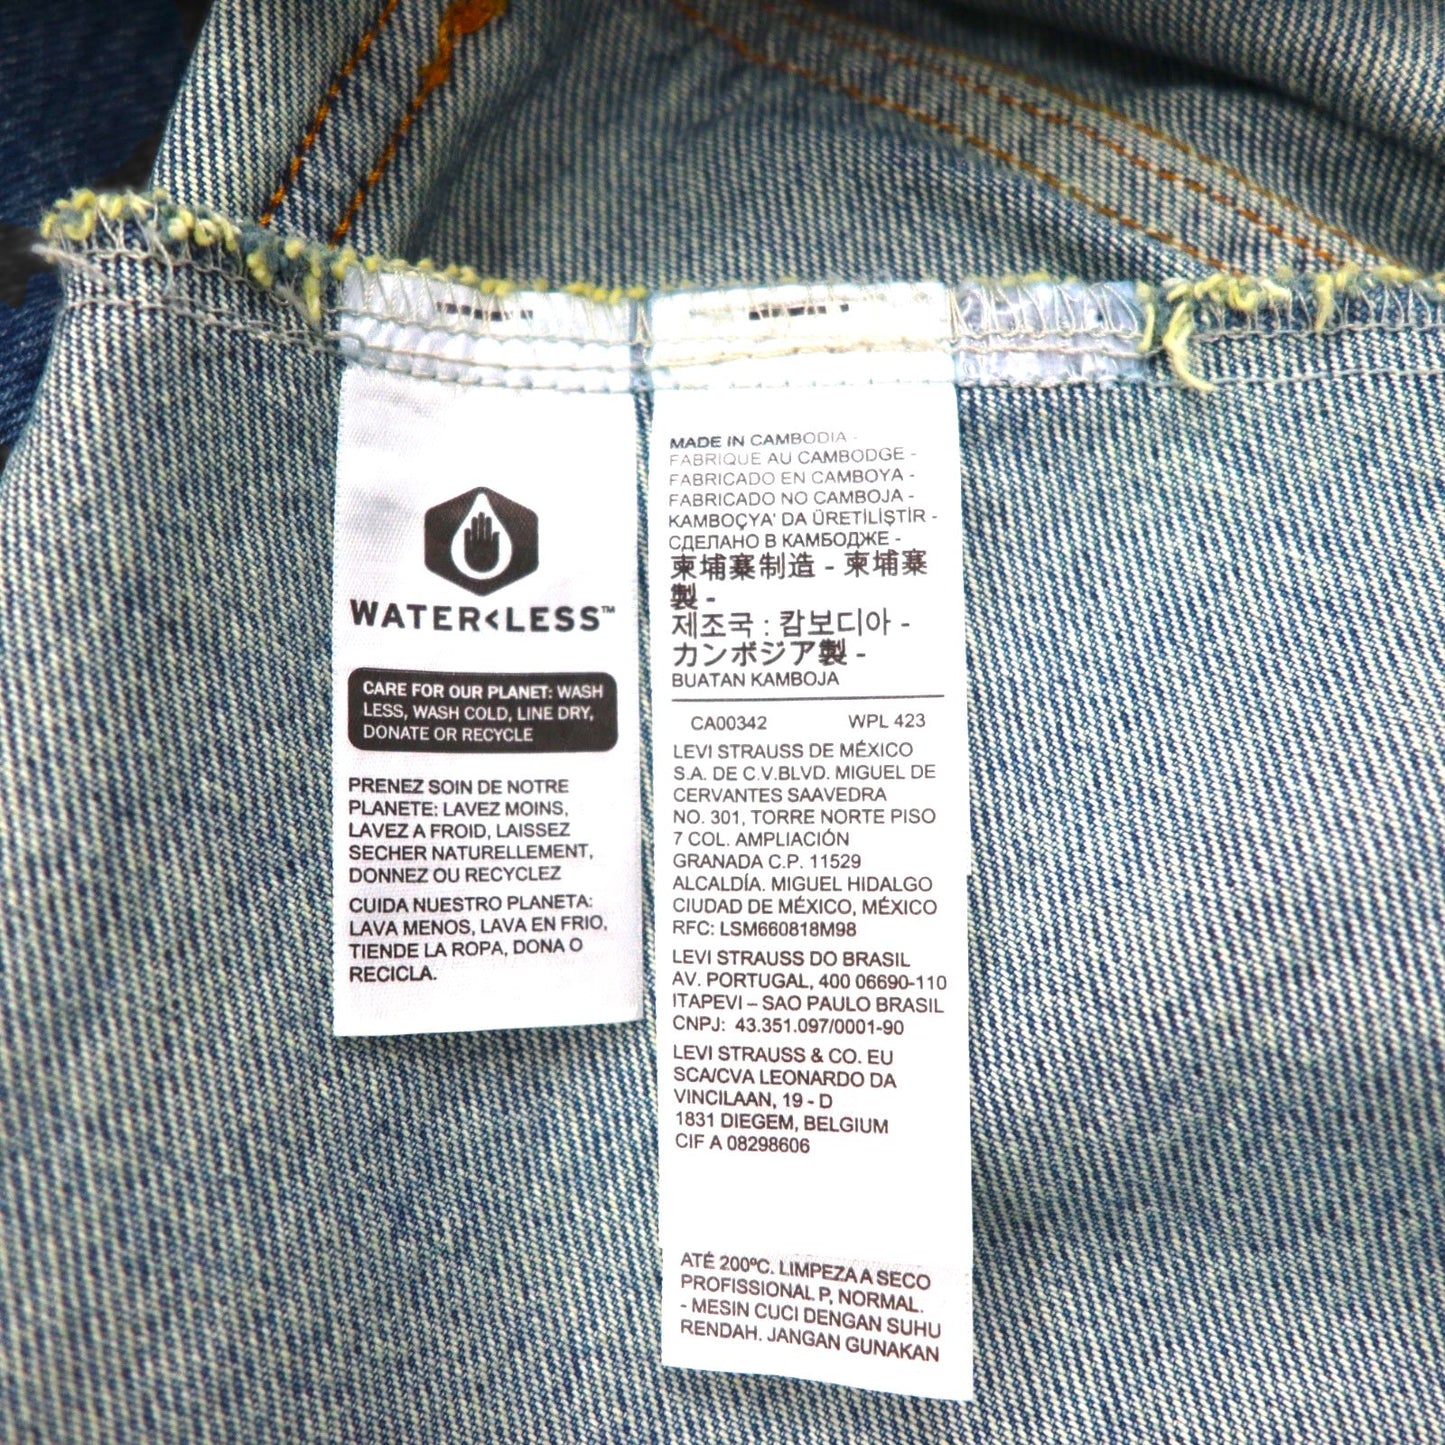 WATER<LESS™
CARE FOR OUR PLANET: WASH
LESS, WASH COLD, LINE DRY,
DONATE OR RECYCLE
PRENEZ SOIN DE NOTRE
PLANETE: LAVEZ MOINS,
LAVEZ A FROID, LAISSEZ
SECHER NATURELLEMENT,
DONNEZ OU RECYCLEZ
CUIDA NUESTRO PLANETA:
LAVA MENOS, LAVA EN FRIO,
TIENDE LA ROPA, DONA O
RECICLA.
MADE IN CAMBODIA -
FABRIQUE AU CAMBODGE -
FABRICADO EN CAMBOYA -
FABRICADO NO CAMBOJA -
KAMBOÇYA' DA ÜRETİLİŞTİR -
СДЕЛАНО В КАМБОДЖЕ -
柬埔寨制造 - 柬埔寨
製 -
제조국 : 캄보디아 -
カンボジア製 -
BUATAN KAMBOJA
CA00342 WPL 423
LEVI STRAUSS DE MÉXICO
S.A. DE C.V.BLVD. MIGUEL DE
CERVANTES SAAVEDRA
NO. 301, TORRE NORTE PISO
7 COL. AMPLIACIÓN
GRANADA C.P. 11529
ALCALDÍA. MIGUEL HIDALGO
CIUDAD DE MÉXICO, MÉXICO
RFC: LSM660818M98
LEVI STRAUSS DO BRASIL
AV. PORTUGAL, 400 06690-110
ITAPEVI – SAO PAULO BRASIL
CNPJ: 43.351.097/0001-90
LEVI STRAUSS & CO. EU
SCA/CVA LEONARDO DA
VINCILAAN, 19 - D
1831 DIEGEM, BELGIUM
CIF A 08298606
ATÉ 200ºC. LIMPEZA A SECO
PROFISSIONAL P, NORMAL.
- MESIN CUCI DENGAN SUHU
RENDAH. JANGAN GUNAKAN